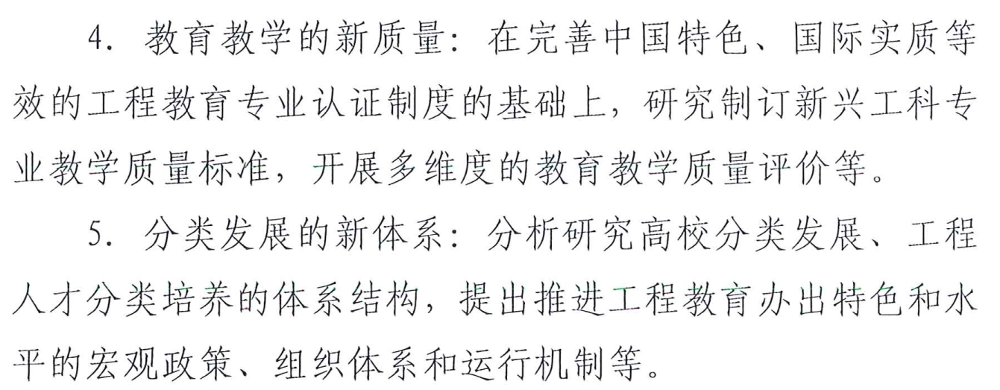 4. 教育教学的新质量：在完善中国特色、国际实质等
效的工程教育专业认证制度的基础上，研究制订新兴工科专
业教学质量标准，开展多维度的教育教学质量评价等。
5. 分类发展的新体系：分析研究高校分类发展、工程
人才分类培养的体系结构，提出推进工程教育办出特色和水
平的宏观政策、组织体系和运行机制等。